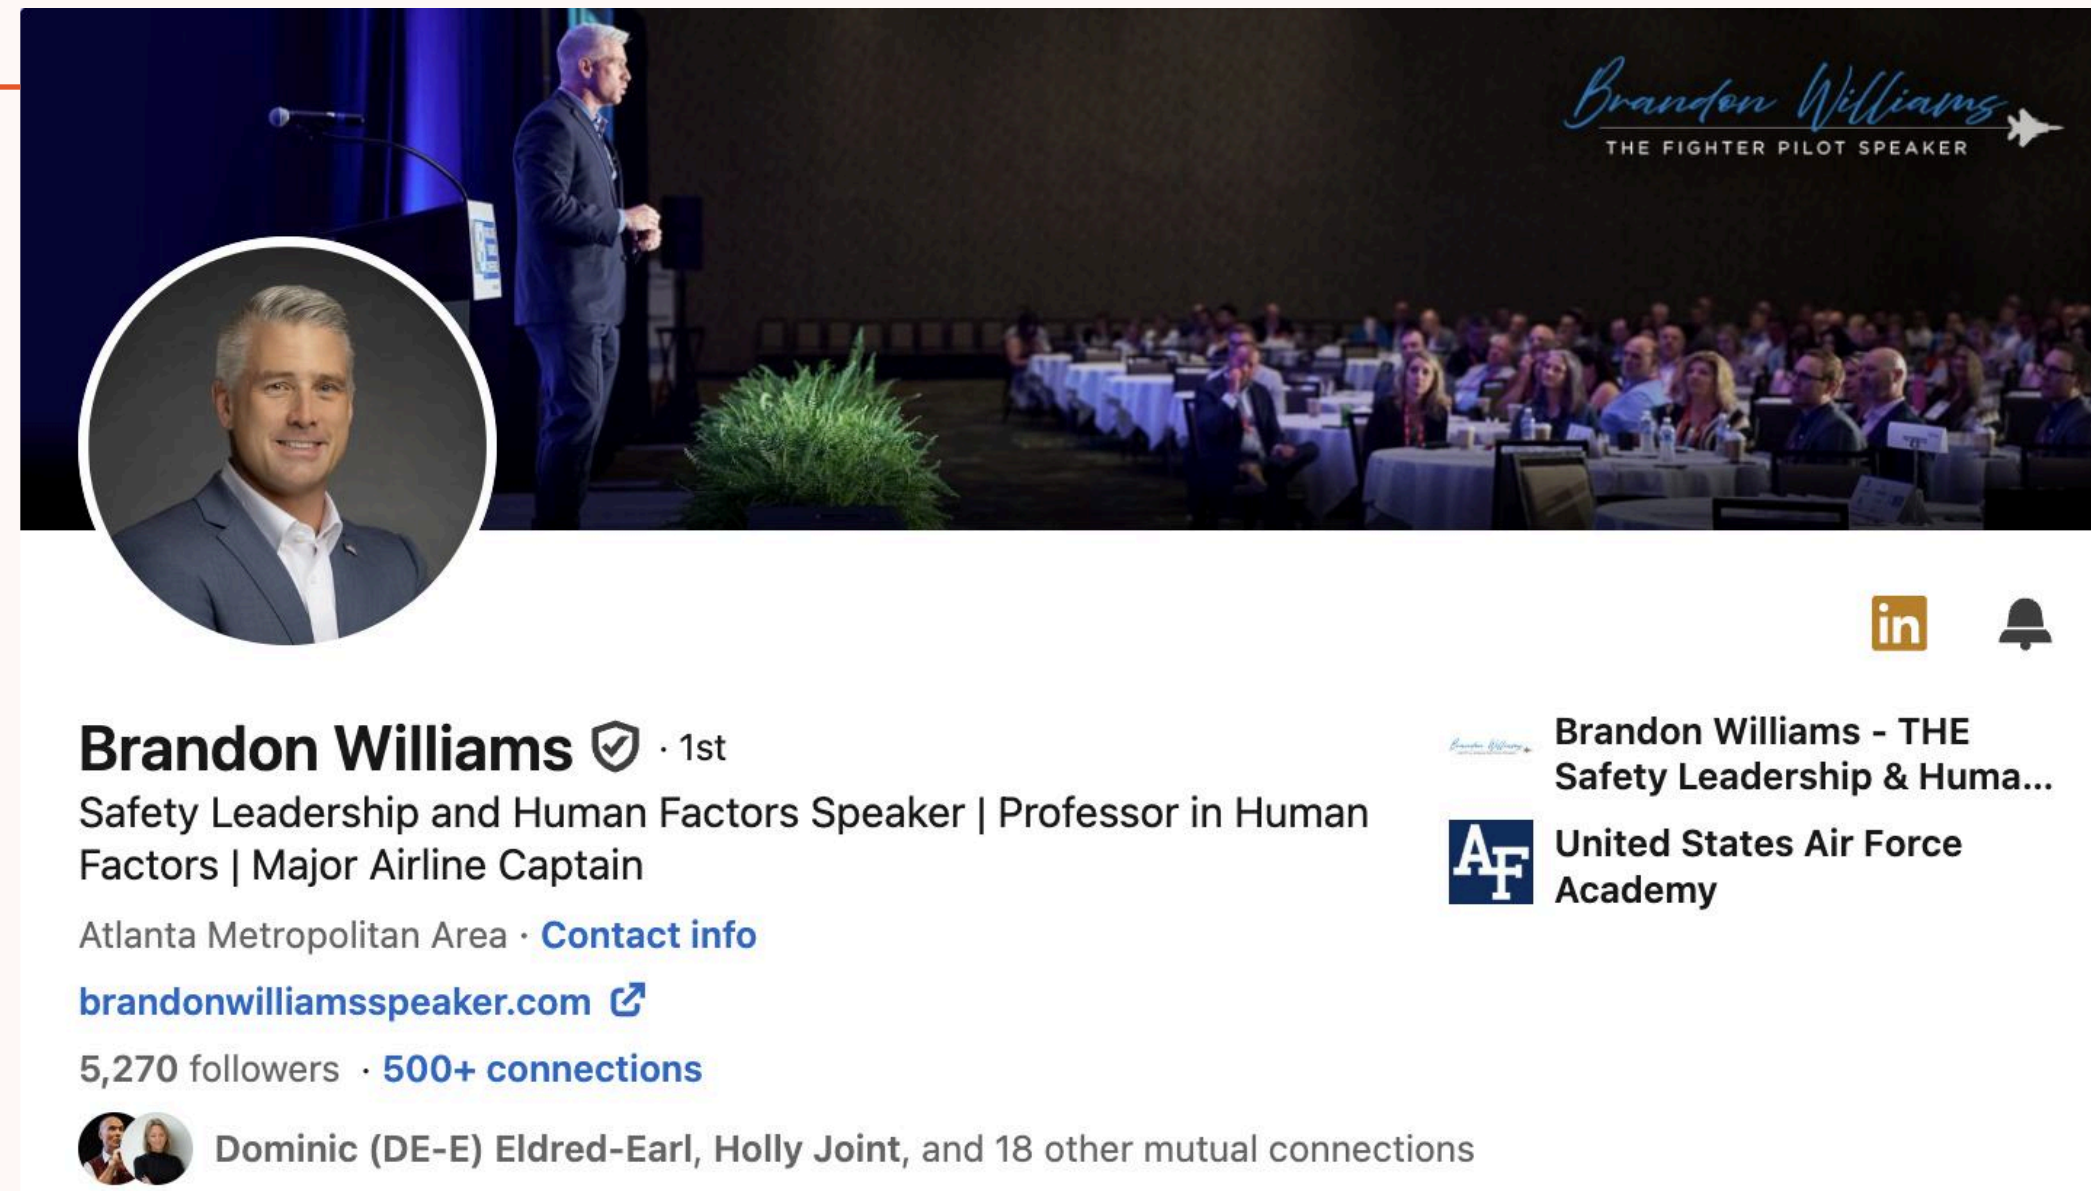 Brandon Williams
THE FIGHTER PILOT SPEAKER
in
Brandon Williams · 1st
Safety Leadership and Human Factors Speaker | Professor in Human
Factors | Major Airline Captain
Atlanta Metropolitan Area · Contact info
brandonwilliamsspeaker.com
5,270 followers · 500+ connections
Dominic (DE-E) Eldred-Earl, Holly Joint, and 18 other mutual connections
Brandon Williams
Brandon Williams - THE
Safety Leadership & Huma...
AF
United States Air Force
Academy